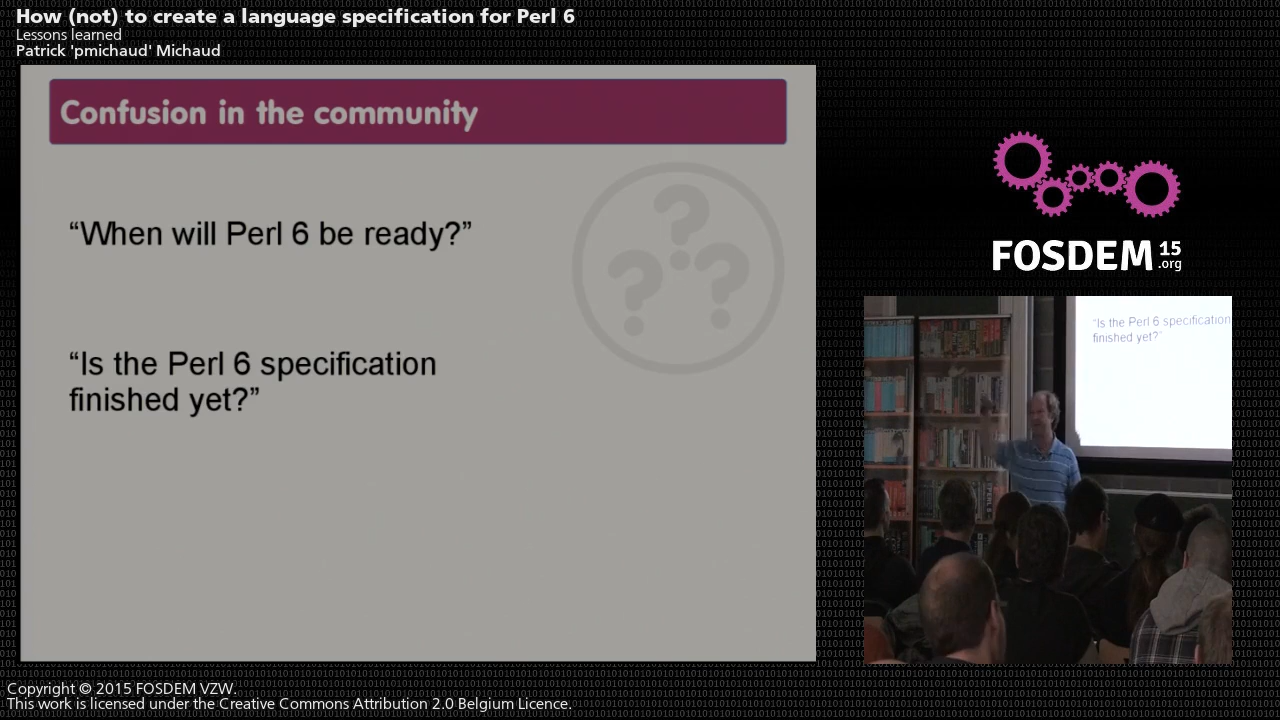 How (not) to create a language specification for Perl 6
Lessons learned
Patrick 'pmichaud' Michaud
Confusion in the community
“When will Perl 6 be ready?”
“Is the Perl 6 specification
finished yet?”
FOSDEM 15
.org
“Is the Perl 6 specification
finished yet?”
Copyright © 2015 FOSDEM VZW.
This work is licensed under the Creative Commons Attribution 2.0 Belgium Licence.